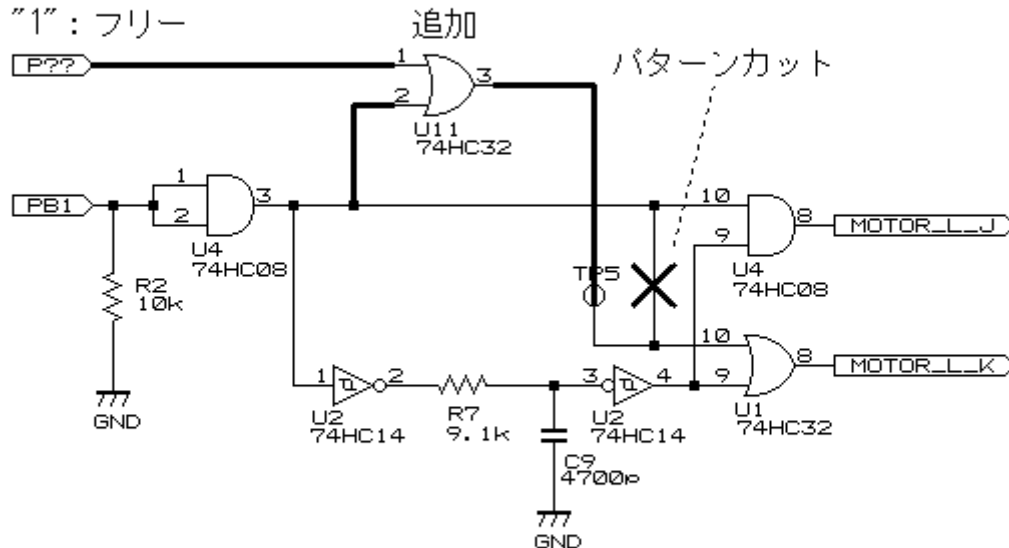 "1": フリー
追加
P??
1
3
パターンカット
2
U11
74HC32
PB1
1
3
2
10
8
MOTOR_L_J
9
U4
74HC08
U4
74HC08
TP5
R2
10k
10
8
MOTOR_L_K
1
2
3
4
9
GND
U2
74HC14
R7
9.1k
U2
74HC14
U1
74HC32
C9
4700p
GND